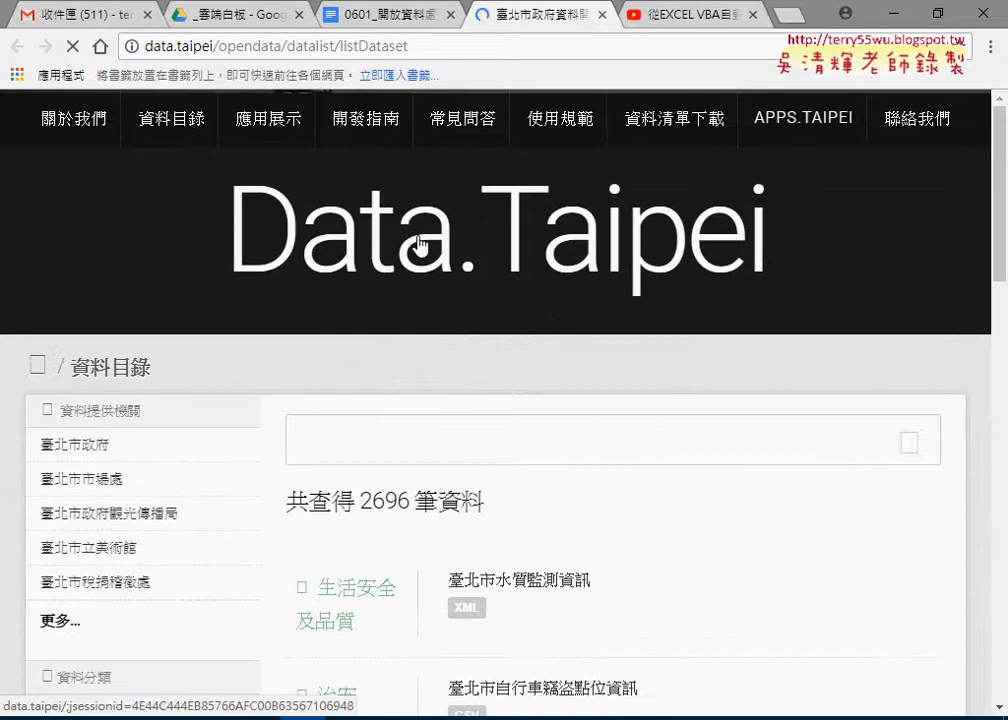 收件匣 (511) - ter
_雲端白板 - Goog
0601_開放資料處
臺北市政府資料開
從EXCEL VBA自動
data.taipei/opendata/datalist/listDataset
http://terry55wu.blogspot.tw
吳清輝老師錄製
應用程式
將書籤放置在書籤列上，即可快速前往各個網頁。
立即匯入書籤...
關於我們
資料目錄
應用展示
開發指南
常見問答
使用規範
資料清單下載
APPS.TAIPEI
聯絡我們
Data.Taipei
/ 資料目錄
資料提供機關
臺北市政府
臺北市市場處
臺北市政府觀光傳播局
臺北市立美術館
臺北市稅捐稽徵處
更多...
資料分類
共查得 2696 筆資料
生活安全
及品質
臺北市水質監測資訊
XML
治安
臺北市自行車竊盜點位資訊
CSV
data.taipei/;jsessionid=4E44C444EB85766AFC00B63567106948